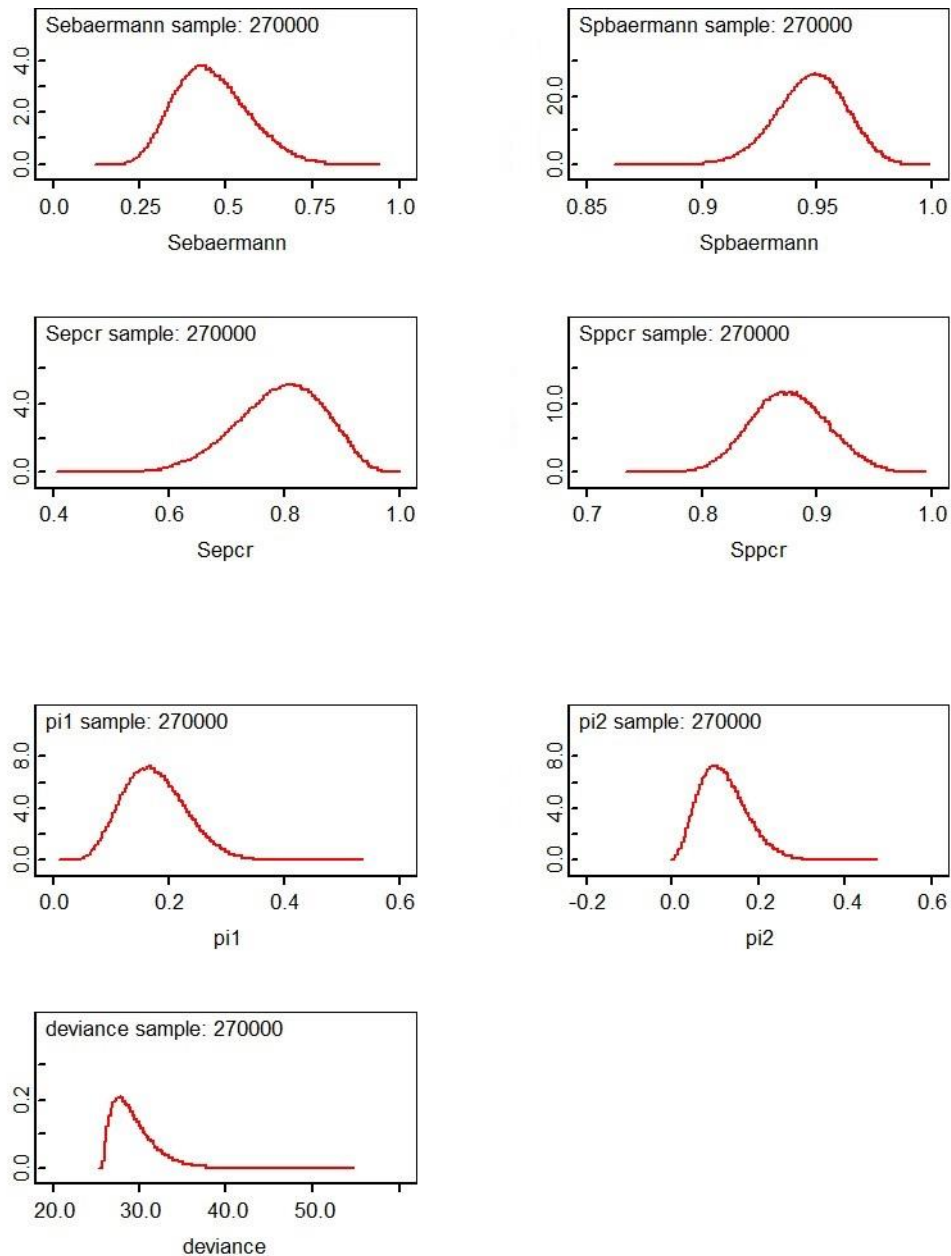 Sebaermann sample: 270000
4.0
2.0
0.0
0.0 0.25 0.5 0.75 1.0
Sebaermann
Spbaermann sample: 270000
20.0
0.0
0.85 0.9 0.95 1.0
Spbaermann
Sepcr sample: 270000
4.0
0.0
0.4 0.6 0.8 1.0
Sepcr
Sppcr sample: 270000
10.0
0.0
0.7 0.8 0.9 1.0
Sppcr
pi1 sample: 270000
8.0
4.0
0.0
0.0 0.2 0.4 0.6
pi1
pi2 sample: 270000
8.0
4.0
0.0
-0.2 0.0 0.2 0.4 0.6
pi2
deviance sample: 270000
0.2
0.0
20.0 30.0 40.0 50.0
deviance